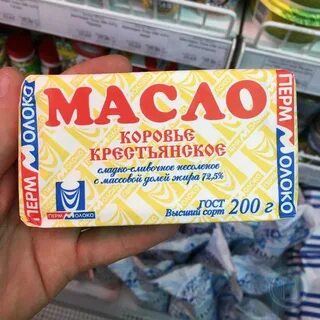 МАСЛО
КОРОВЬЕ
КРЕСТЬЯНСКОЕ
сладко-сливочное несоленое
с массовой долей жира 72,5%
ГОСТ
Высший сорт 200 г
ПЕРМ МОЛОКО
ПЕРМ МОЛОКО
ПЕРМ МОЛОКО